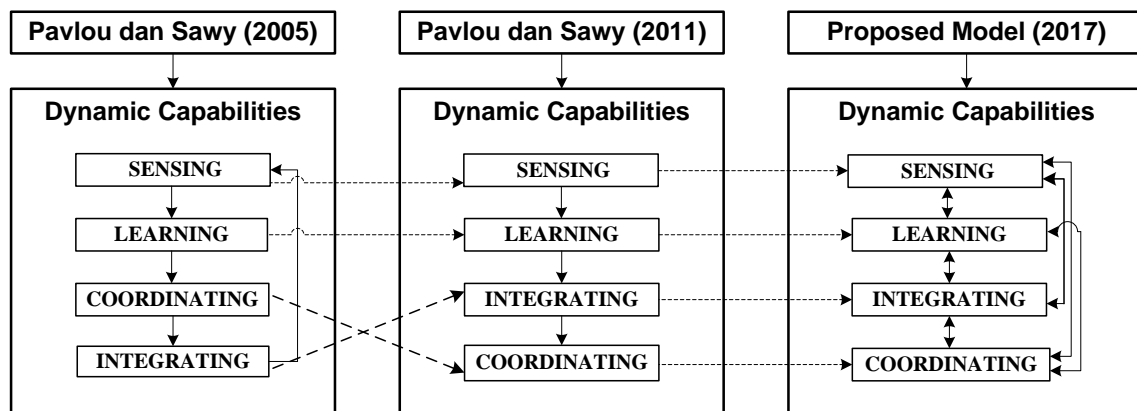 Pavlou dan Sawy (2005)
Dynamic Capabilities
SENSING
LEARNING
COORDINATING
INTEGRATING
Pavlou dan Sawy (2011)
Dynamic Capabilities
SENSING
LEARNING
INTEGRATING
COORDINATING
Proposed Model (2017)
Dynamic Capabilities
SENSING
LEARNING
INTEGRATING
COORDINATING